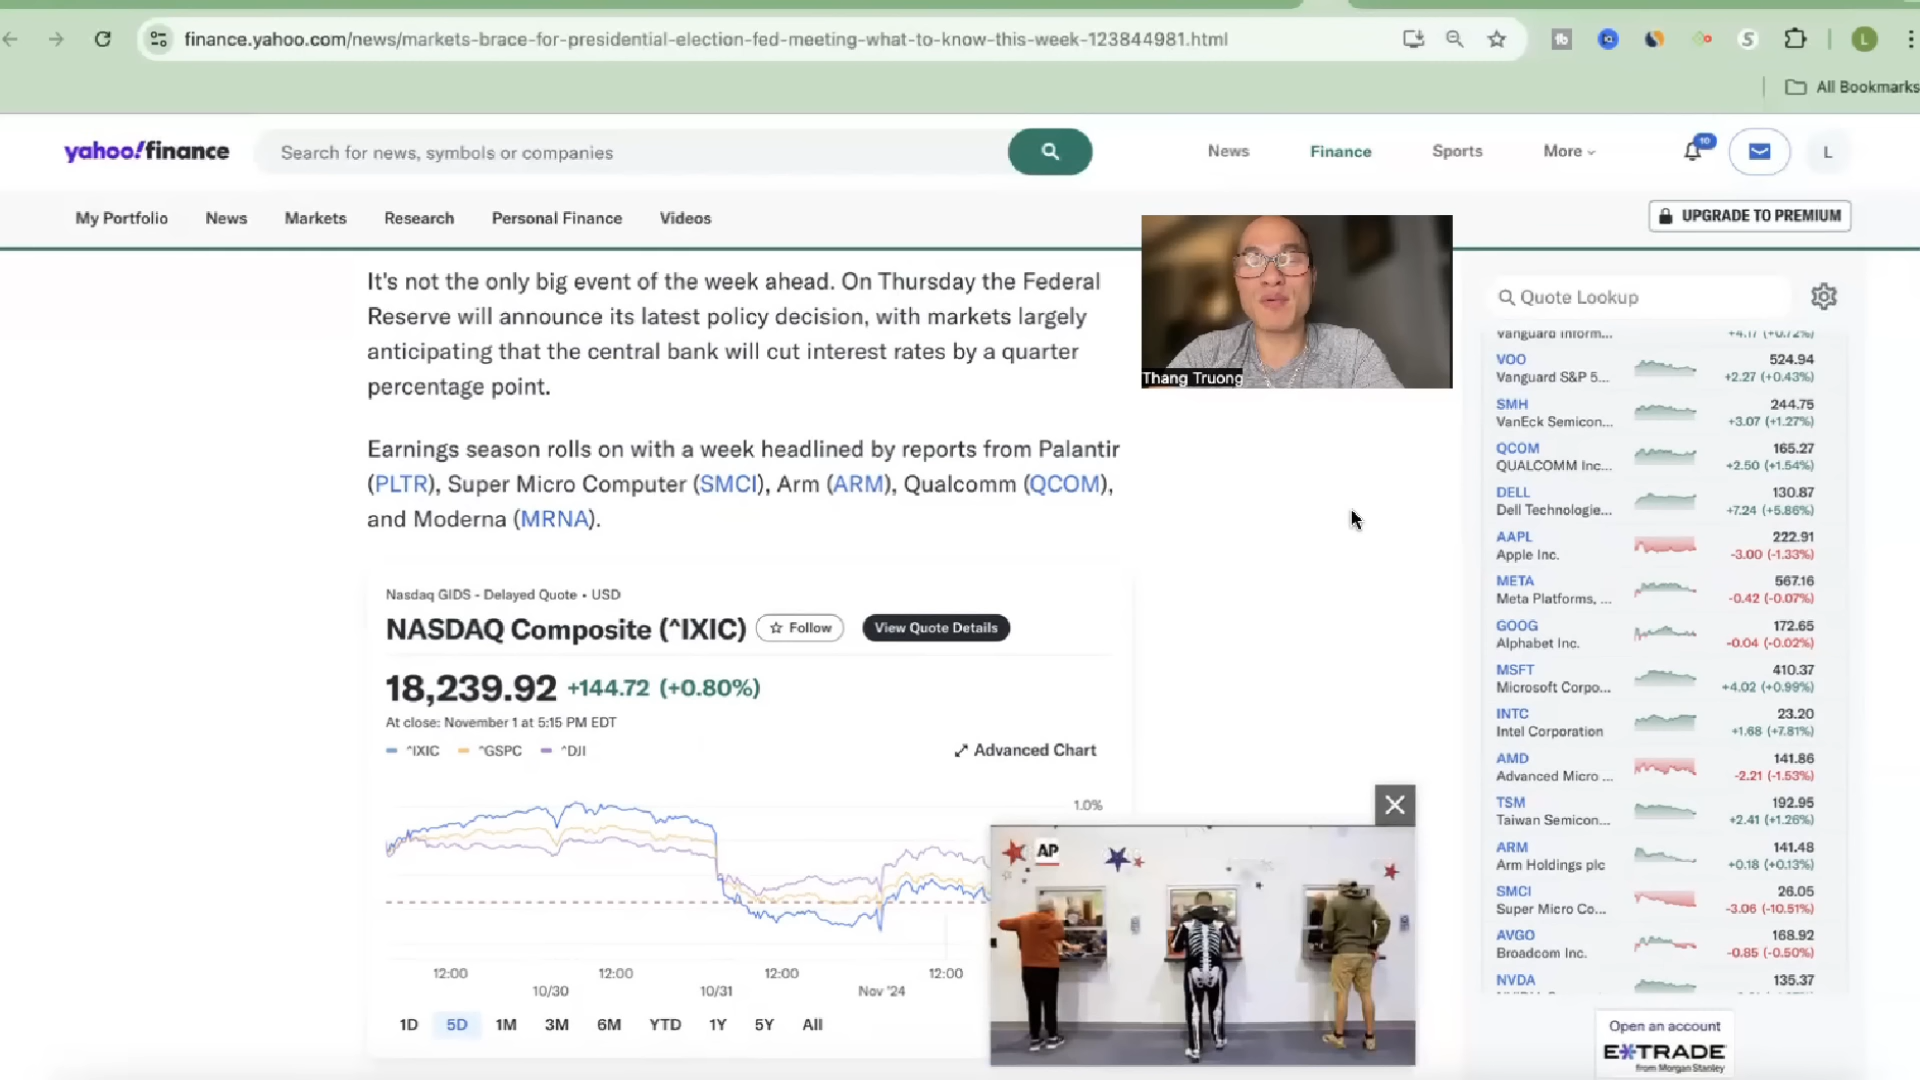 finance.yahoo.com/news/markets-brace-for-presidential-election-fed-meeting-what-to-know-this-week-123844981.html
L
All Bookmarks
yahoo!finance
Search for news, symbols or companies
News
Finance
Sports
More
10
L
My Portfolio
News
Markets
Research
Personal Finance
Videos
UPGRADE TO PREMIUM
It's not the only big event of the week ahead. On Thursday the Federal
Reserve will announce its latest policy decision, with markets largely
anticipating that the central bank will cut interest rates by a quarter
percentage point.
Earnings season rolls on with a week headlined by reports from Palantir
(PLTR), Super Micro Computer (SMCI), Arm (ARM), Qualcomm (QCOM),
and Moderna (MRNA).
Nasdaq GIDS - Delayed Quote • USD
NASDAQ Composite (^IXIC)
Follow
View Quote Details
18,239.92 +144.72 (+0.80%)
At close: November 1 at 5:15 PM EDT
^IXIC ^GSPC ^DJI
Advanced Chart
1.0%
12:00 12:00 12:00 12:00
10/30 10/31 Nov '24
1D 5D 1M 3M 6M YTD 1Y 5Y All
Thang Truong
AP
Quote Lookup
Vanguard Inform... +4.17 (+0.72%)
VOO 524.94
Vanguard S&P 5... +2.27 (+0.43%)
SMH 244.75
VanEck Semicon... +3.07 (+1.27%)
QCOM 165.27
QUALCOMM Inc... +2.50 (+1.54%)
DELL 130.87
Dell Technologie... +7.24 (+5.86%)
AAPL 222.91
Apple Inc. -3.00 (-1.33%)
META 567.16
Meta Platforms, ... -0.42 (-0.07%)
GOOG 172.65
Alphabet Inc. -0.04 (-0.02%)
MSFT 410.37
Microsoft Corpo... +4.02 (+0.99%)
INTC 23.20
Intel Corporation +1.68 (+7.81%)
AMD 141.86
Advanced Micro ... -2.21 (-1.53%)
TSM 192.95
Taiwan Semicon... +2.41 (+1.26%)
ARM 141.48
Arm Holdings plc +0.18 (+0.13%)
SMCI 26.05
Super Micro Co... -3.06 (-10.51%)
AVGO 168.92
Broadcom Inc. -0.85 (-0.50%)
NVDA 135.37
Open an account
E*TRADE
from Morgan Stanley